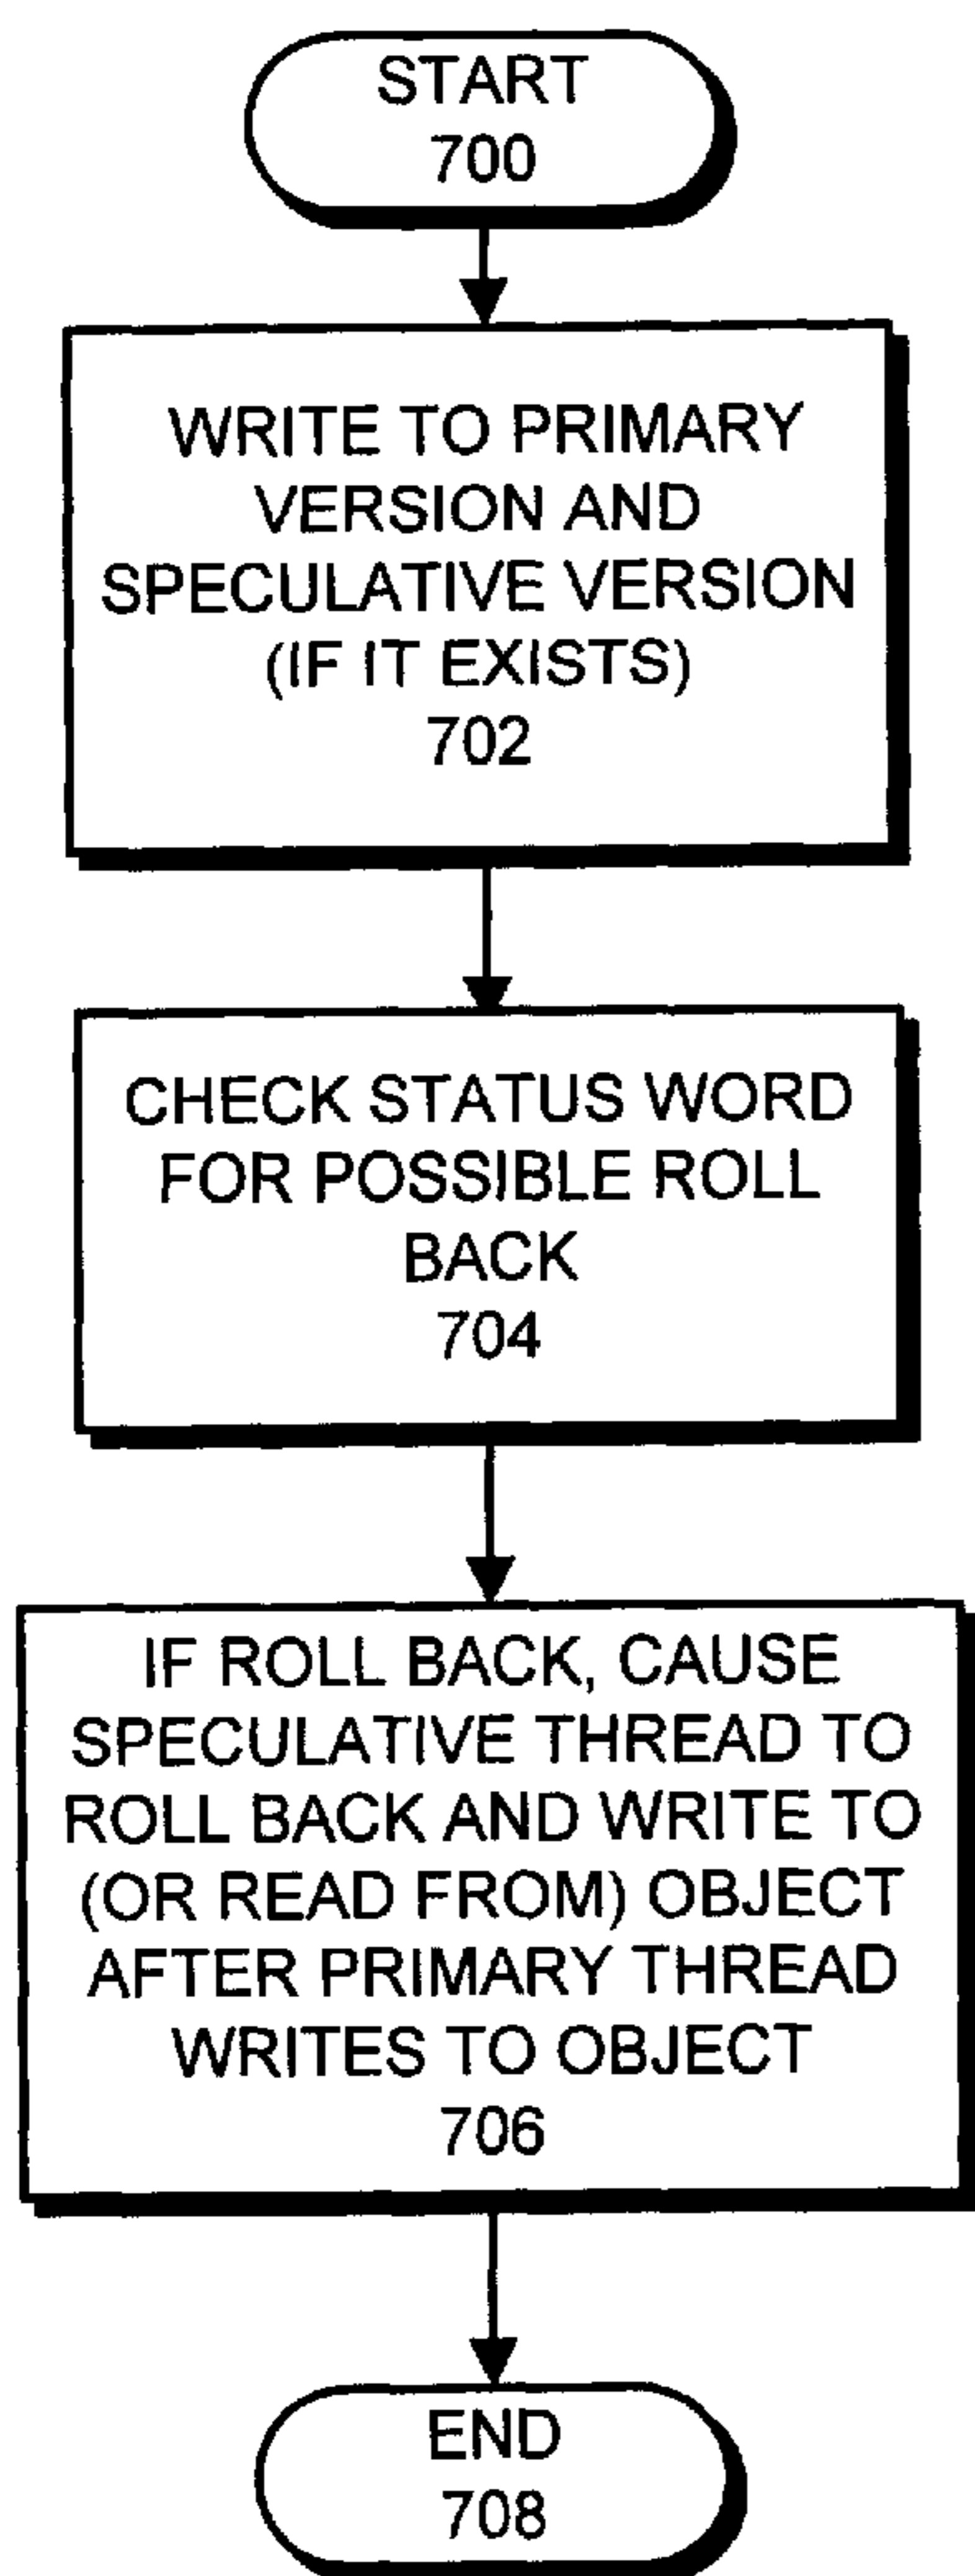 START
700
WRITE TO PRIMARY
VERSION AND
SPECULATIVE VERSION
(IF IT EXISTS)
702
CHECK STATUS WORD
FOR POSSIBLE ROLL
BACK
704
IF ROLL BACK, CAUSE
SPECULATIVE THREAD TO
ROLL BACK AND WRITE TO
(OR READ FROM) OBJECT
AFTER PRIMARY THREAD
WRITES TO OBJECT
706
END
708